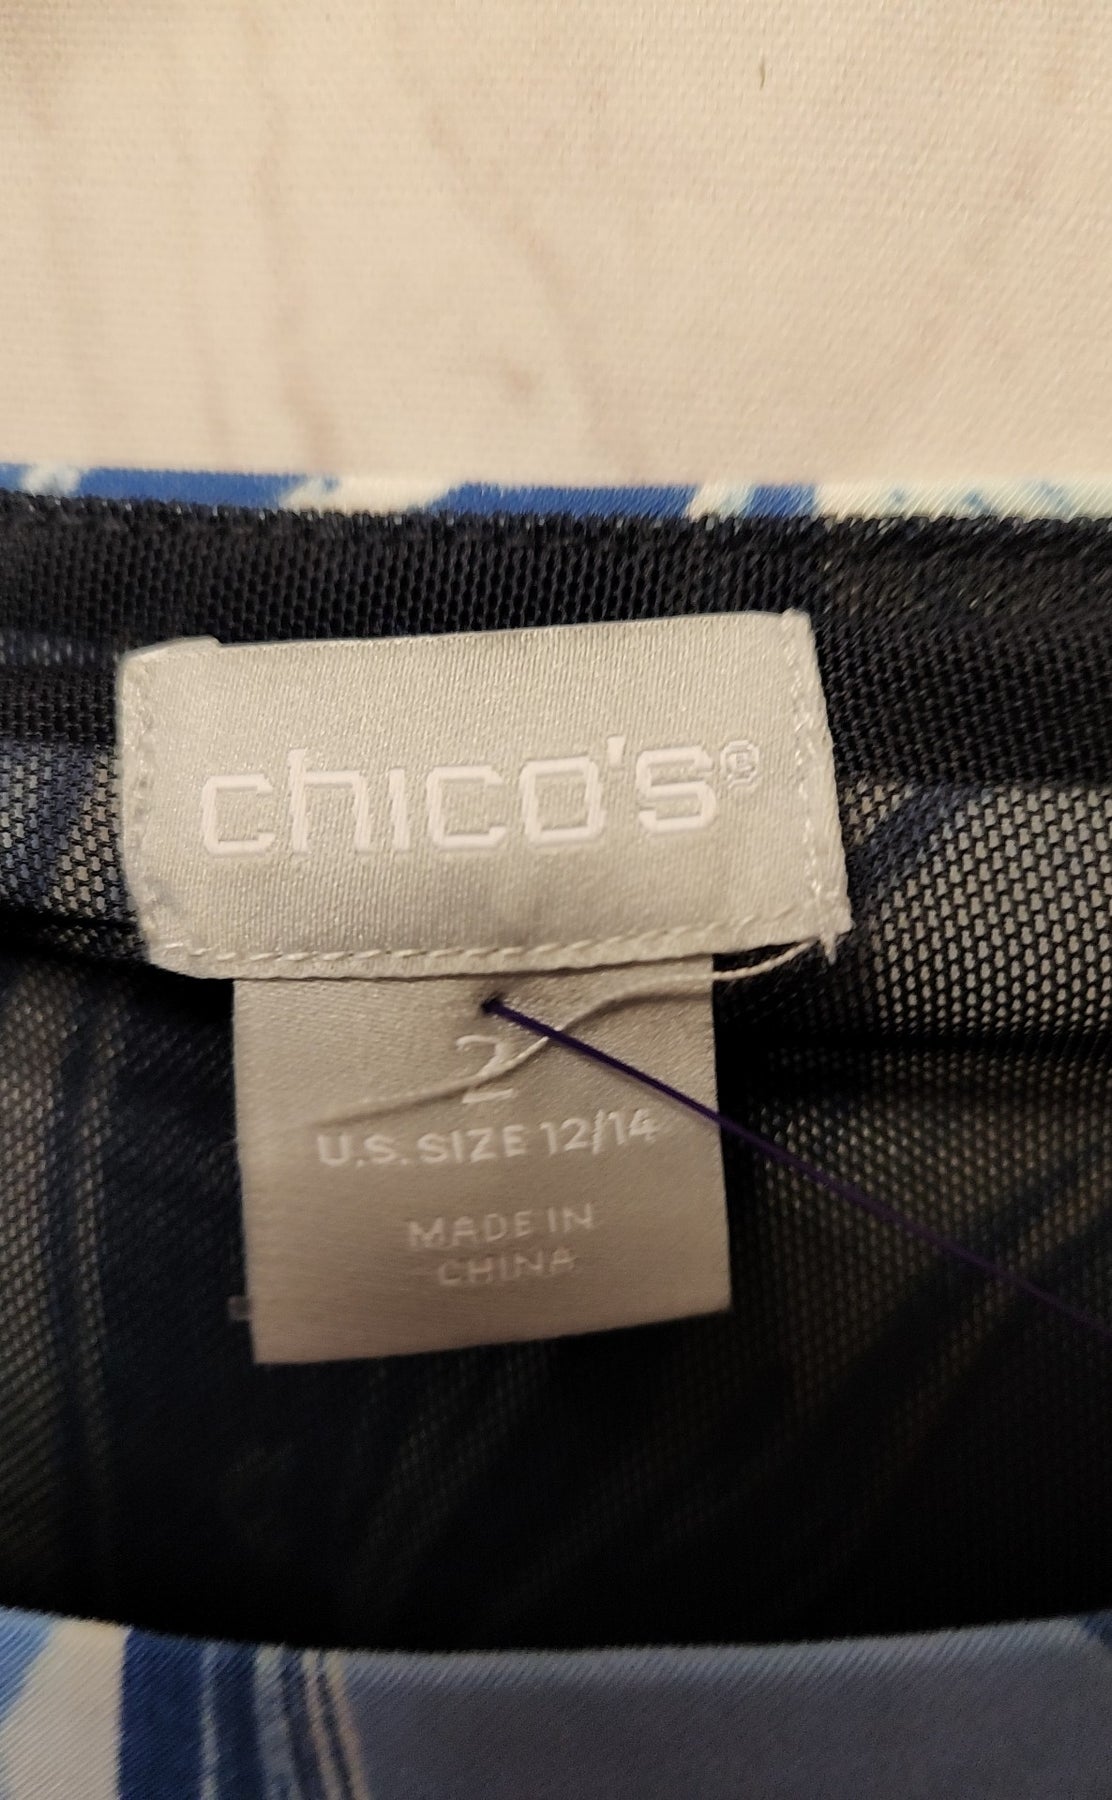 chico's®
2
U.S. SIZE 12/14
MADE IN
CHINA